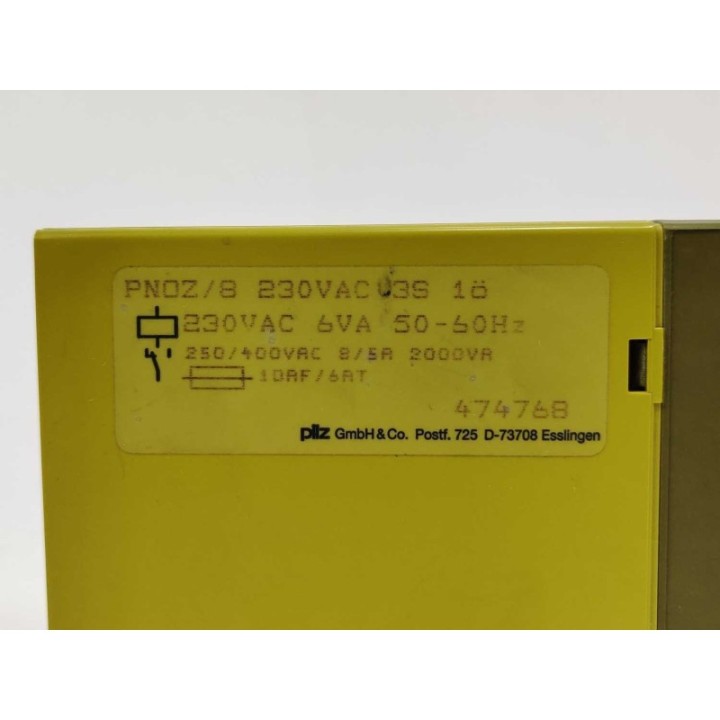 PNOZ/8 230VAC 3S 1ö
230VAC 6VA 50-60Hz
250/400VAC 8/5A 2000VA
10AF/6AT
474768
pilz GmbH & Co. Postf. 725 D-73708 Esslingen